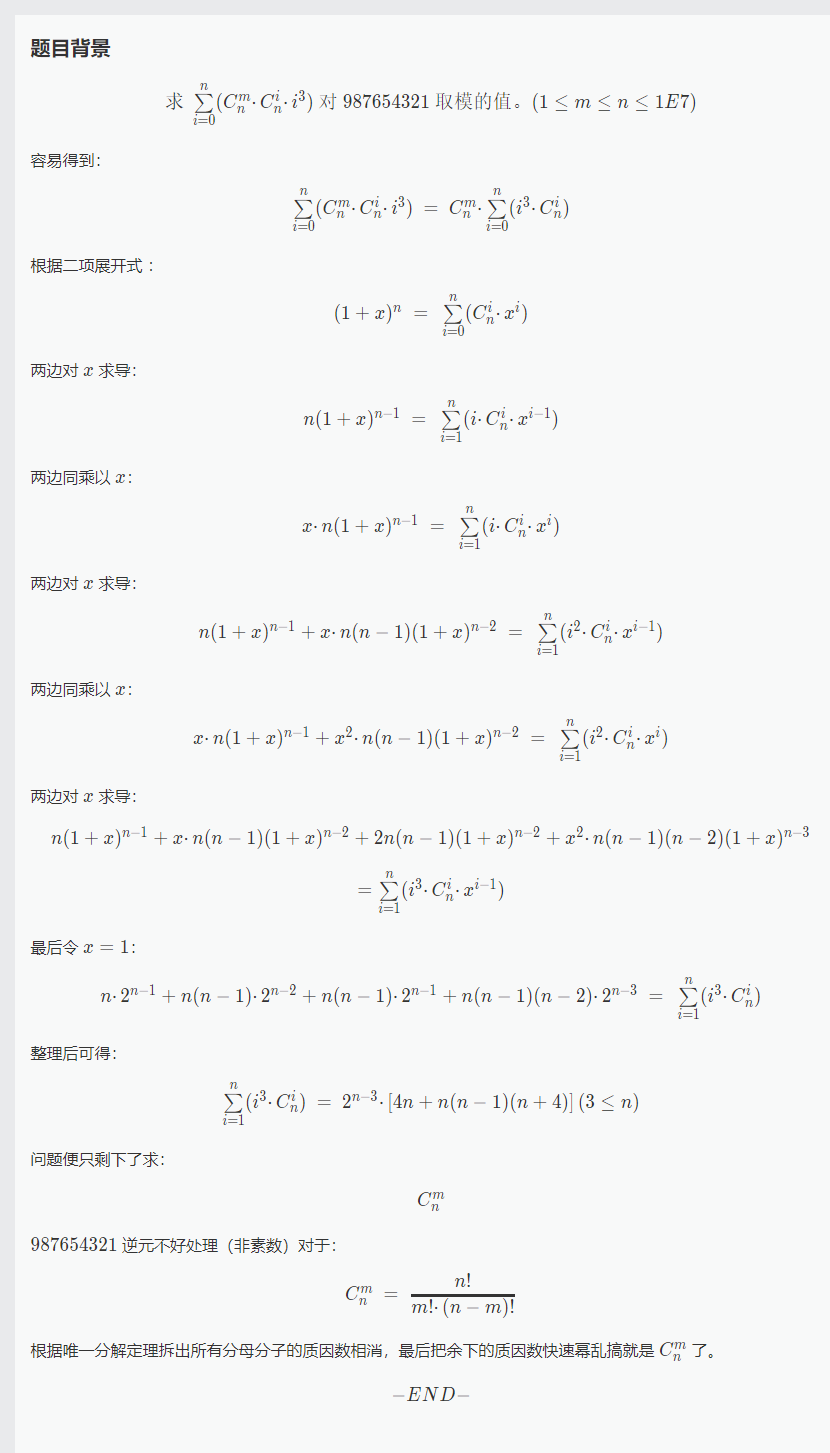 题目背景
求 $\sum_{i=0}^{n}(C_n^m \cdot C_n^i \cdot i^3)$ 对 987654321 取模的值。$(1 \leq m \leq n \leq 1E7)$
容易得到：
$\sum_{i=0}^{n}(C_n^m \cdot C_n^i \cdot i^3) = C_n^m \cdot \sum_{i=0}^{n}(i^3 \cdot C_n^i)$
根据二项展开式：
$(1+x)^n = \sum_{i=0}^{n}(C_n^i \cdot x^i)$
两边对 $x$ 求导：
$n(1+x)^{n-1} = \sum_{i=1}^{n}(i \cdot C_n^i \cdot x^{i-1})$
两边同乘以 $x$：
$x \cdot n(1+x)^{n-1} = \sum_{i=1}^{n}(i \cdot C_n^i \cdot x^i)$
两边对 $x$ 求导：
$n(1+x)^{n-1} + x \cdot n(n-1)(1+x)^{n-2} = \sum_{i=1}^{n}(i^2 \cdot C_n^i \cdot x^{i-1})$
两边同乘以 $x$：
$x \cdot n(1+x)^{n-1} + x^2 \cdot n(n-1)(1+x)^{n-2} = \sum_{i=1}^{n}(i^2 \cdot C_n^i \cdot x^i)$
两边对 $x$ 求导：
$n(1+x)^{n-1} + x \cdot n(n-1)(1+x)^{n-2} + 2n(n-1)(1+x)^{n-2} + x^2 \cdot n(n-1)(n-2)(1+x)^{n-3}$
$= \sum_{i=1}^{n}(i^3 \cdot C_n^i \cdot x^{i-1})$
最后令 $x = 1$：
$n \cdot 2^{n-1} + n(n-1) \cdot 2^{n-2} + n(n-1) \cdot 2^{n-1} + n(n-1)(n-2) \cdot 2^{n-3} = \sum_{i=1}^{n}(i^3 \cdot C_n^i)$
整理后可得：
$\sum_{i=1}^{n}(i^3 \cdot C_n^i) = 2^{n-3} \cdot [4n + n(n-1)(n+4)] (3 \leq n)$
问题便只剩下了求：
$C_n^m$
987654321 逆元不好处理（非素数）对于：
$C_n^m = \frac{n!}{m! \cdot (n-m)!}$
根据唯一分解定理拆出所有分母分子的质因数相消，最后把余下的质因数快速幂乱搞就是 $C_n^m$ 了。
–END–